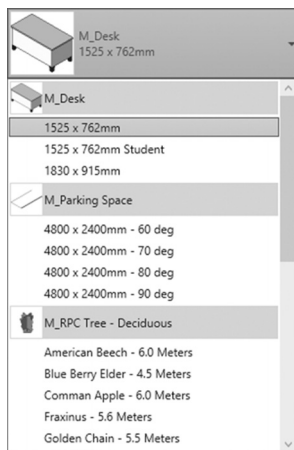 M_Desk
1525 x 762mm
M_Desk
1525 x 762mm
1525 x 762mm Student
1830 x 915mm
M_Parking Space
4800 x 2400mm - 60 deg
4800 x 2400mm - 70 deg
4800 x 2400mm - 80 deg
4800 x 2400mm - 90 deg
M_RPC Tree - Deciduous
American Beech - 6.0 Meters
Blue Berry Elder - 4.5 Meters
Comman Apple - 6.0 Meters
Fraxinus - 5.6 Meters
Golden Chain - 5.5 Meters